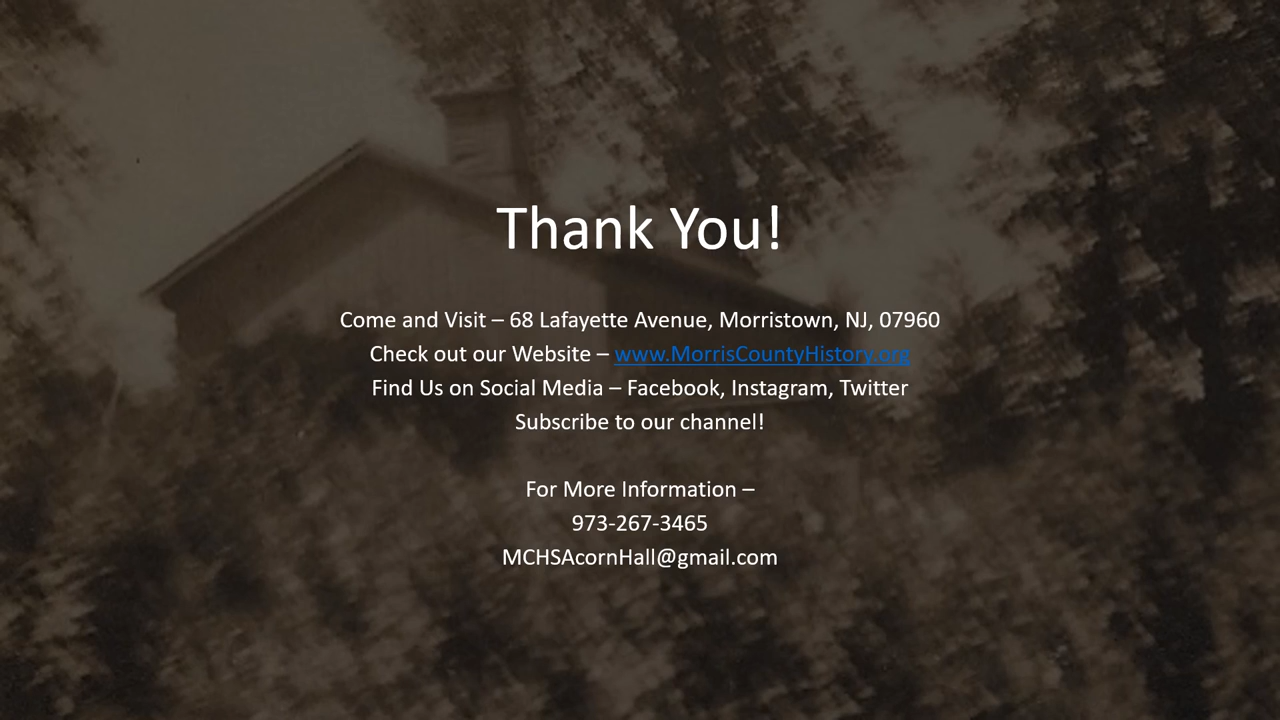 Thank You!
Come and Visit – 68 Lafayette Avenue, Morristown, NJ, 07960
Check out our Website – www.MorrisCountyHistory.org
Find Us on Social Media – Facebook, Instagram, Twitter
Subscribe to our channel!
For More Information –
973-267-3465
MCHSAcornHall@gmail.com